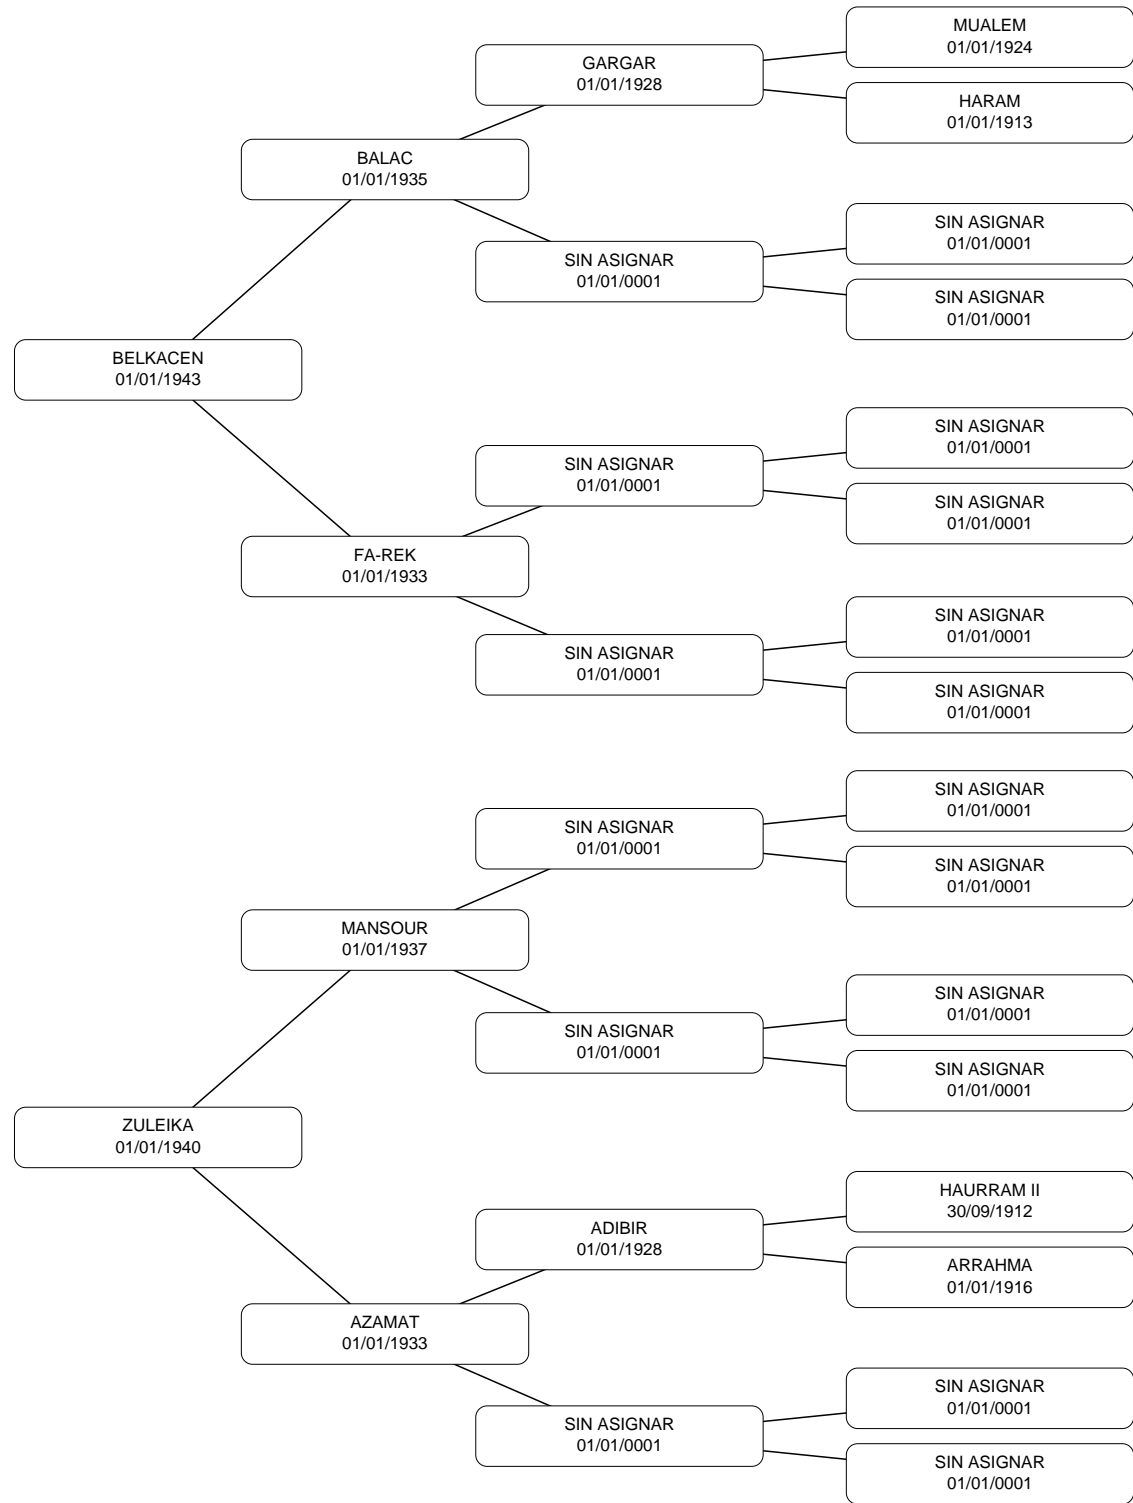 MUALEM
01/01/1924
GARGAR
01/01/1928
HARAM
01/01/1913
BALAC
01/01/1935
SIN ASIGNAR
01/01/0001
SIN ASIGNAR
01/01/0001
SIN ASIGNAR
01/01/0001
BELKACEN
01/01/1943
SIN ASIGNAR
01/01/0001
SIN ASIGNAR
01/01/0001
SIN ASIGNAR
01/01/0001
FA-REK
01/01/1933
SIN ASIGNAR
01/01/0001
SIN ASIGNAR
01/01/0001
SIN ASIGNAR
01/01/0001
SIN ASIGNAR
01/01/0001
SIN ASIGNAR
01/01/0001
SIN ASIGNAR
01/01/0001
MANSOUR
01/01/1937
SIN ASIGNAR
01/01/0001
SIN ASIGNAR
01/01/0001
SIN ASIGNAR
01/01/0001
ZULEIKA
01/01/1940
HAURRAM II
30/09/1912
ADIBIR
01/01/1928
ARRAHMA
01/01/1916
AZAMAT
01/01/1933
SIN ASIGNAR
01/01/0001
SIN ASIGNAR
01/01/0001
SIN ASIGNAR
01/01/0001